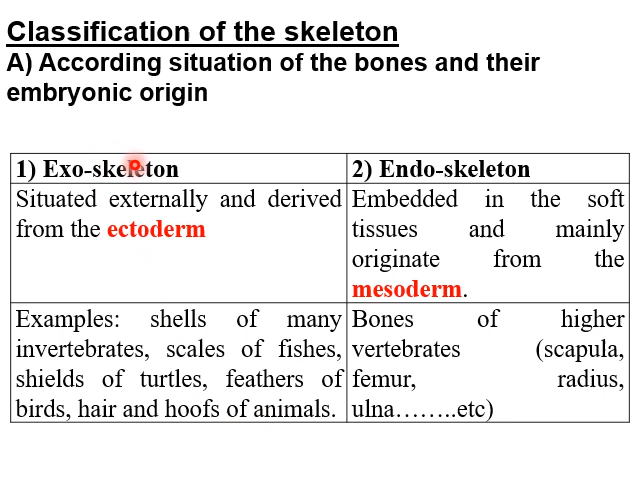 Classification of the skeleton
A) According situation of the bones and their
embryonic origin
1) Exo-skeleton
Situated externally and derived
from the ectoderm
2) Endo-skeleton
Embedded in the soft
tissues and mainly
originate from the
mesoderm.
Examples: shells of many
invertebrates, scales of fishes,
shields of turtles, feathers of
birds, hair and hoofs of animals.
Bones of higher
vertebrates (scapula,
femur, radius,
ulna……..etc)